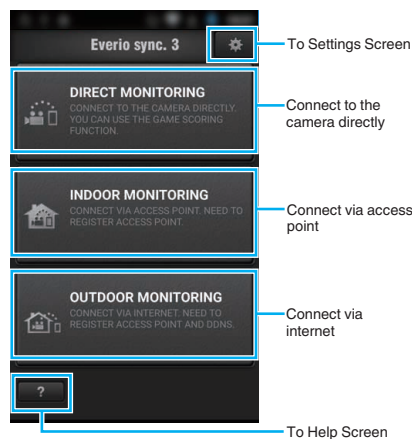 Everio sync. 3
To Settings Screen
DIRECT MONITORING
CONNECT TO THE CAMERA DIRECTLY.
YOU CAN USE THE GAME SCORING
FUNCTION.
Connect to the
camera directly
INDOOR MONITORING
CONNECT VIA ACCESS POINT. NEED TO
REGISTER ACCESS POINT.
Connect via access
point
OUTDOOR MONITORING
CONNECT VIA INTERNET. NEED TO
REGISTER ACCESS POINT AND DDNS.
Connect via
internet
?
To Help Screen